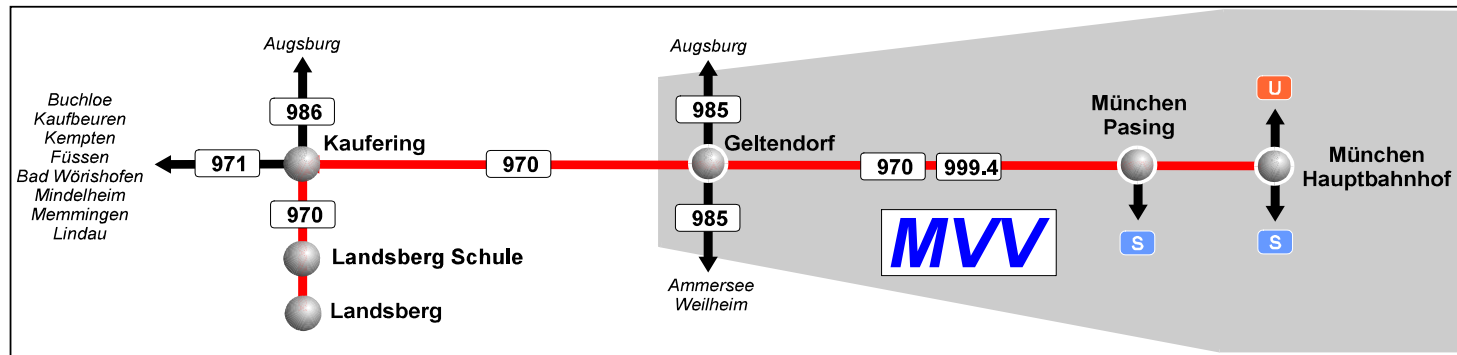 Augsburg
986
Buchloe
Kaufbeuren
Kempten
Füssen
Bad Wörishofen
Mindelheim
Memmingen
Lindau
971
Kaufering
970
970
Landsberg Schule
Landsberg
Augsburg
985
Geltendorf
985
Ammersee
Weilheim
970
999.4
MVV
München
Pasing
S
U
München
Hauptbahnhof
S